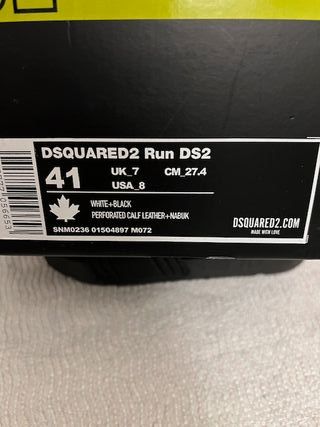 DSQUARED2 Run DS2
41
UK_7
CM_27.4
USA_8
WHITE+BLACK
PERFORATED CALF LEATHER+NABUK
SNM0236 01504897 M072
DSQUARED2.COM
MADE WITH LOVE